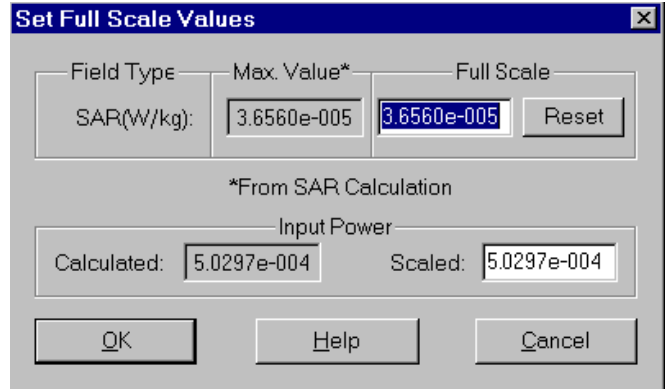 Set Full Scale Values
Field Type Max. Value* Full Scale
SAR(W/kg): 3.6560e-005 3.6560e-005 Reset
*From SAR Calculation
Input Power
Calculated: 5.0297e-004 Scaled: 5.0297e-004
OK Help Cancel